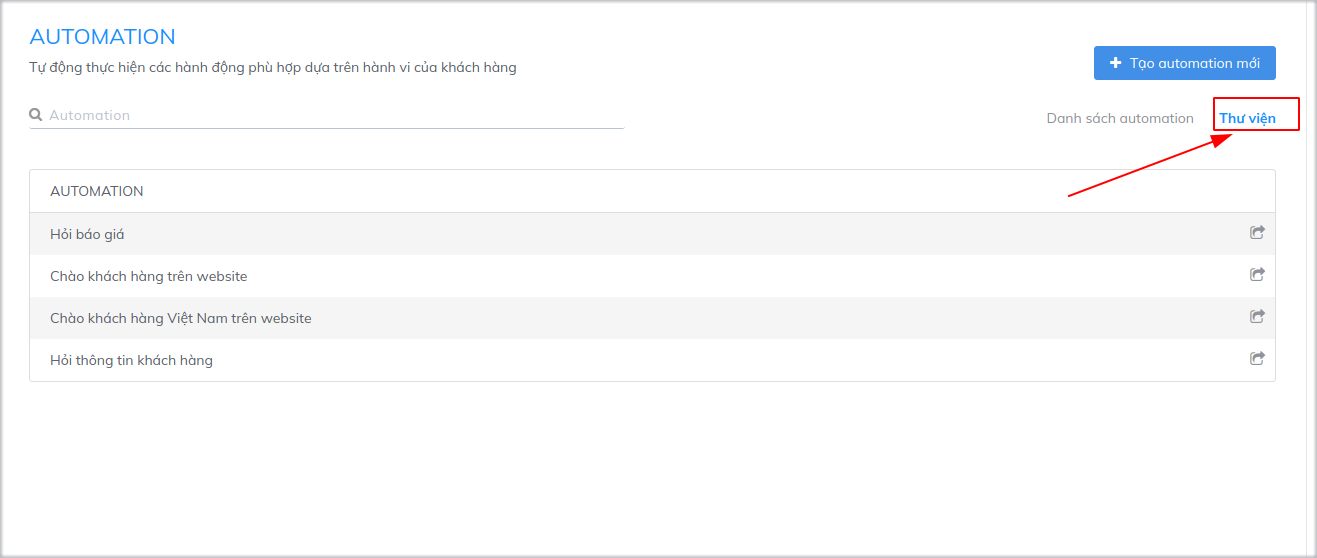 AUTOMATION
Tự động thực hiện các hành động phù hợp dựa trên hành vi của khách hàng
Tạo automation mới
Automation
Danh sách automation
Thư viện
AUTOMATION
Hỏi báo giá
Chào khách hàng trên website
Chào khách hàng Việt Nam trên website
Hỏi thông tin khách hàng